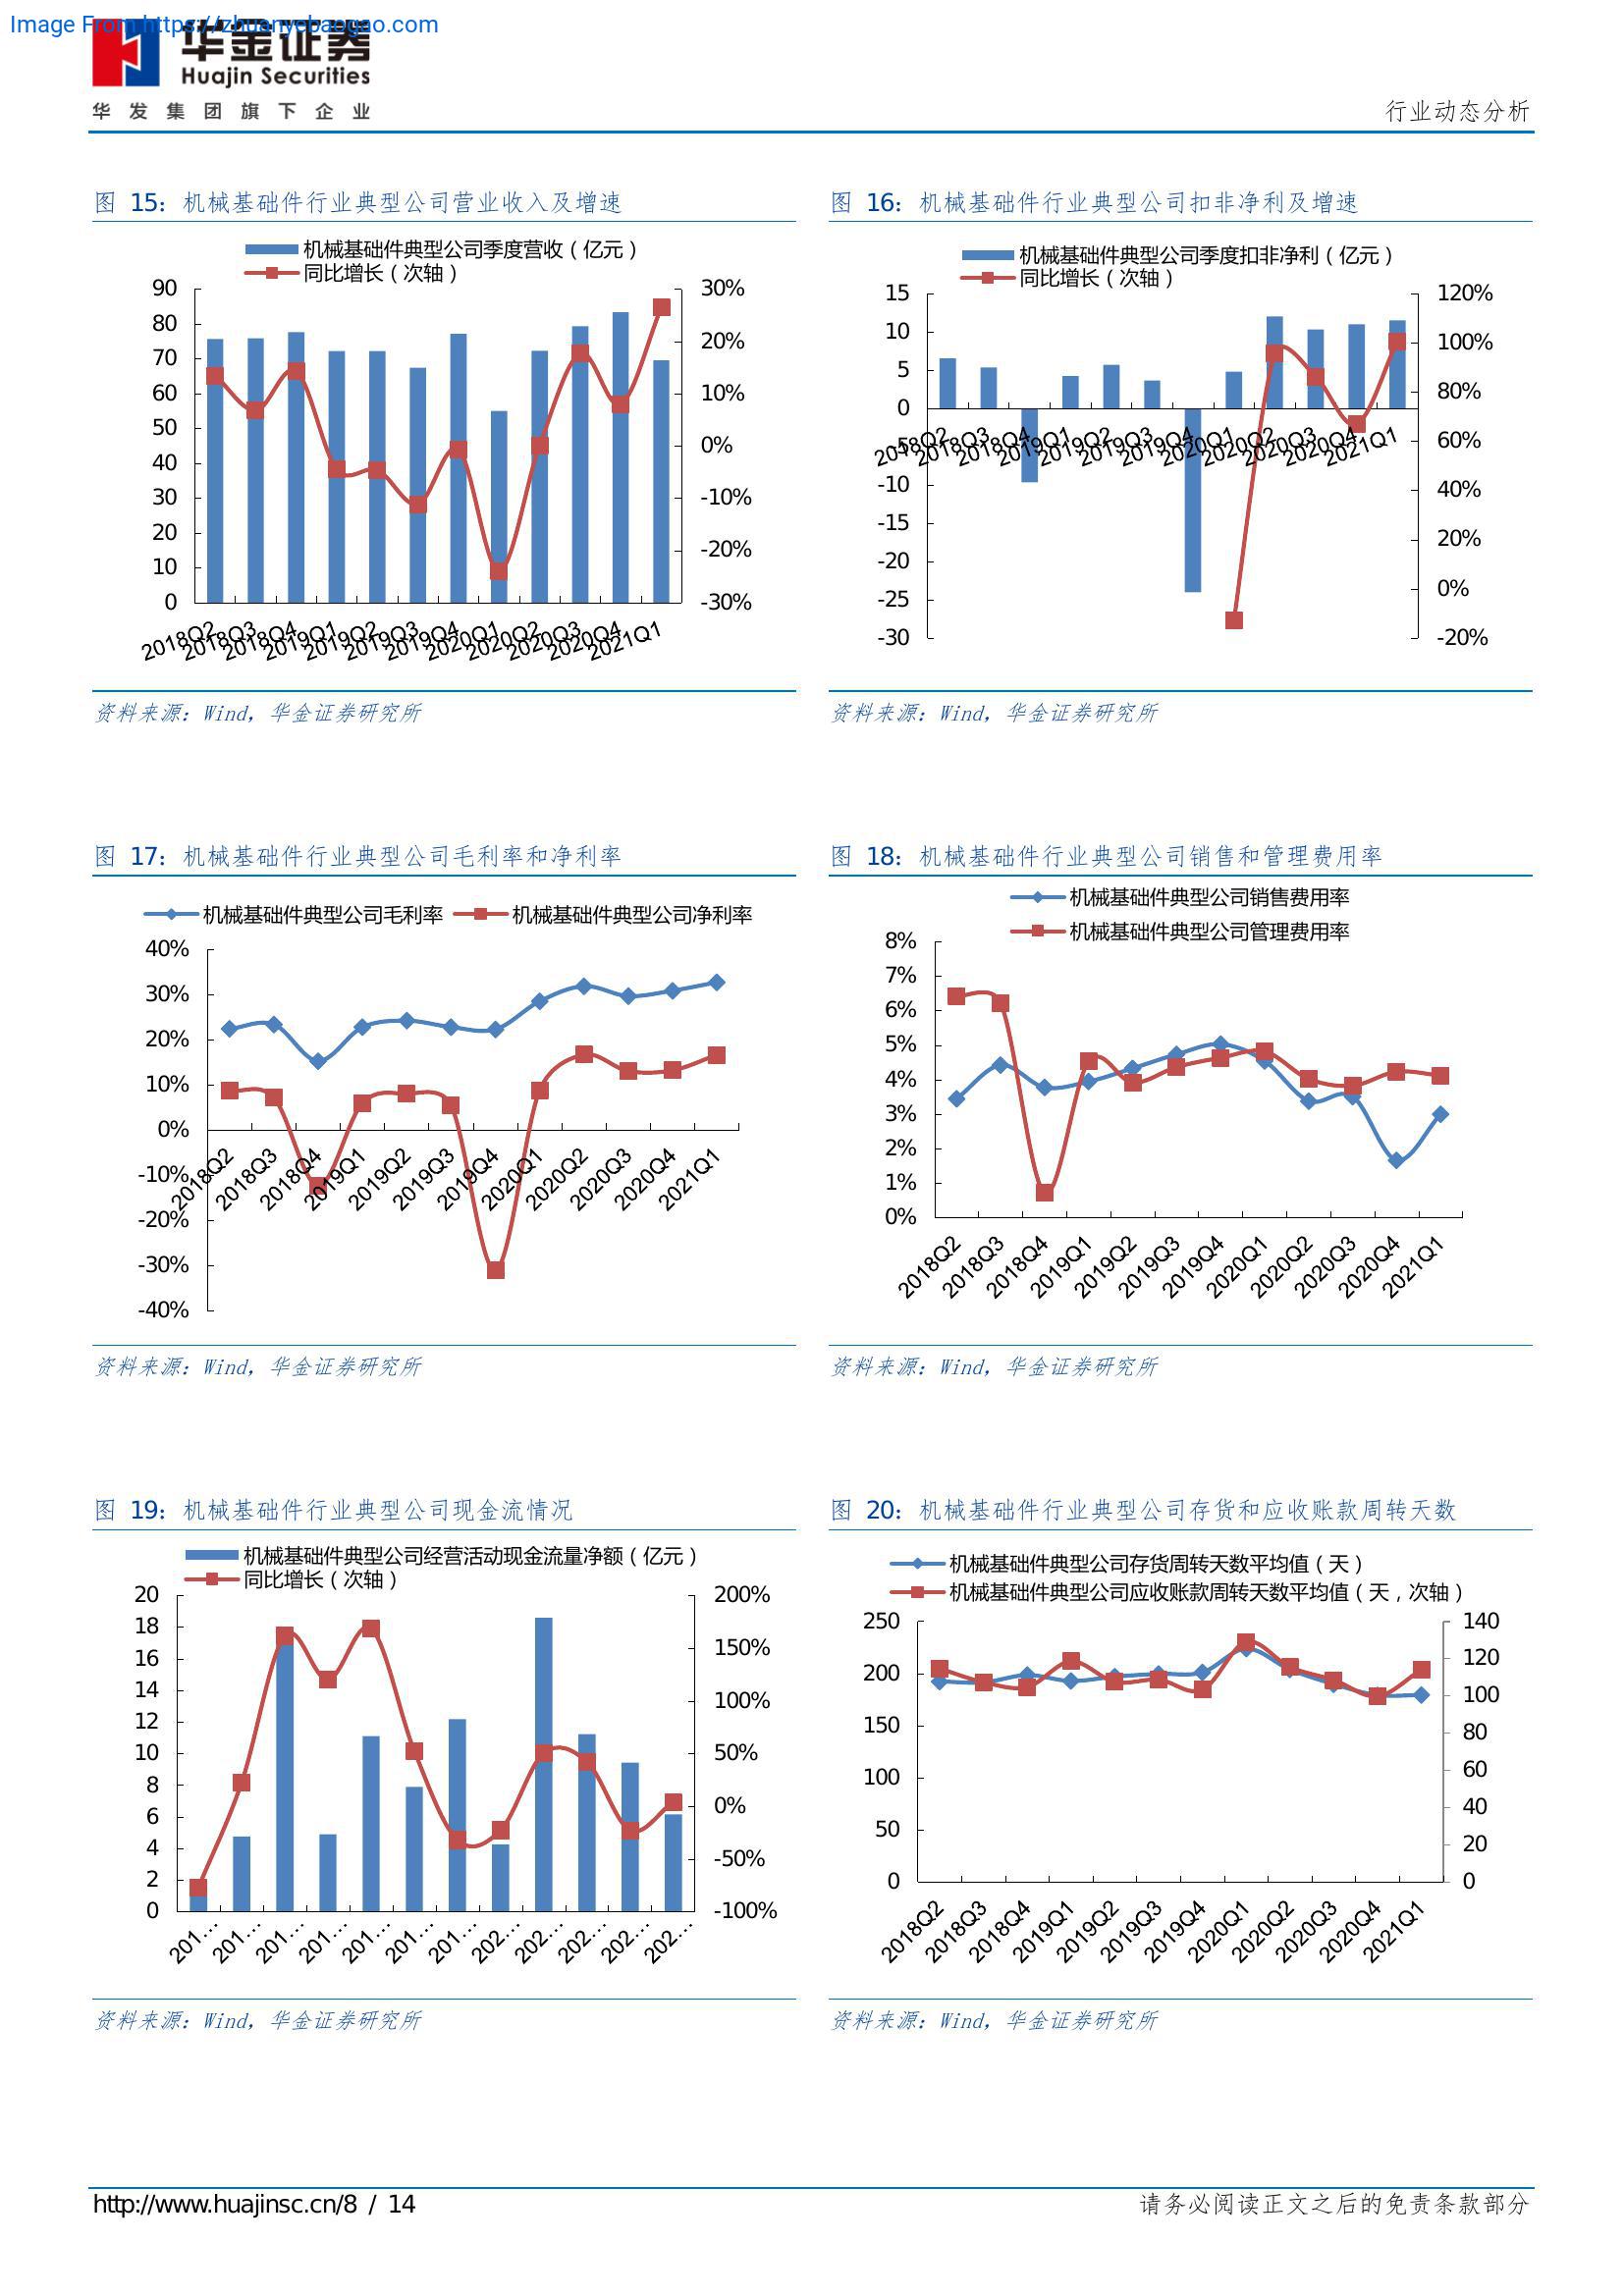 Image From https://zhuanyebaogao.com
华金证券
Huajin Securities
华发集团旗下企业
行业动态分析
图 15：机械基础件行业典型公司营业收入及增速
机械基础件典型公司季度营收（亿元）
同比增长（次轴）
90
80
70
60
50
40
30
20
10
0
30%
20%
10%
0%
-10%
-20%
-30%
2018Q2
2018Q3
2018Q4
2019Q1
2019Q2
2019Q3
2019Q4
2020Q1
2020Q2
2020Q3
2020Q4
2021Q1
资料来源：Wind，华金证券研究所
图 16：机械基础件行业典型公司扣非净利及增速
机械基础件典型公司季度扣非净利（亿元）
同比增长（次轴）
15
10
5
0
-5
-10
-15
-20
-25
-30
120%
100%
80%
60%
40%
20%
0%
-20%
2018Q2
2018Q3
2018Q4
2019Q1
2019Q2
2019Q3
2019Q4
2020Q1
2020Q2
2020Q3
2020Q4
2021Q1
资料来源：Wind，华金证券研究所
图 17：机械基础件行业典型公司毛利率和净利率
机械基础件典型公司毛利率
机械基础件典型公司净利率
40%
30%
20%
10%
0%
-10%
-20%
-30%
-40%
2018Q2
2018Q3
2018Q4
2019Q1
2019Q2
2019Q3
2019Q4
2020Q1
2020Q2
2020Q3
2020Q4
2021Q1
资料来源：Wind，华金证券研究所
图 18：机械基础件行业典型公司销售和管理费用率
机械基础件典型公司销售费用率
机械基础件典型公司管理费用率
8%
7%
6%
5%
4%
3%
2%
1%
0%
2018Q2
2018Q3
2018Q4
2019Q1
2019Q2
2019Q3
2019Q4
2020Q1
2020Q2
2020Q3
2020Q4
2021Q1
资料来源：Wind，华金证券研究所
图 19：机械基础件行业典型公司现金流情况
机械基础件典型公司经营活动现金流量净额（亿元）
同比增长（次轴）
20
18
16
14
12
10
8
6
4
2
0
200%
150%
100%
50%
0%
-50%
-100%
201…
201…
201…
201…
201…
201…
201…
202…
202…
202…
202…
202…
资料来源：Wind，华金证券研究所
图 20：机械基础件行业典型公司存货和应收账款周转天数
机械基础件典型公司存货周转天数平均值（天）
机械基础件典型公司应收账款周转天数平均值（天，次轴）
250
200
150
100
50
0
140
120
100
80
60
40
20
0
2018Q2
2018Q3
2018Q4
2019Q1
2019Q2
2019Q3
2019Q4
2020Q1
2020Q2
2020Q3
2020Q4
2021Q1
资料来源：Wind，华金证券研究所
http://www.huajinsc.cn/8 / 14
请务必阅读正文之后的免责条款部分